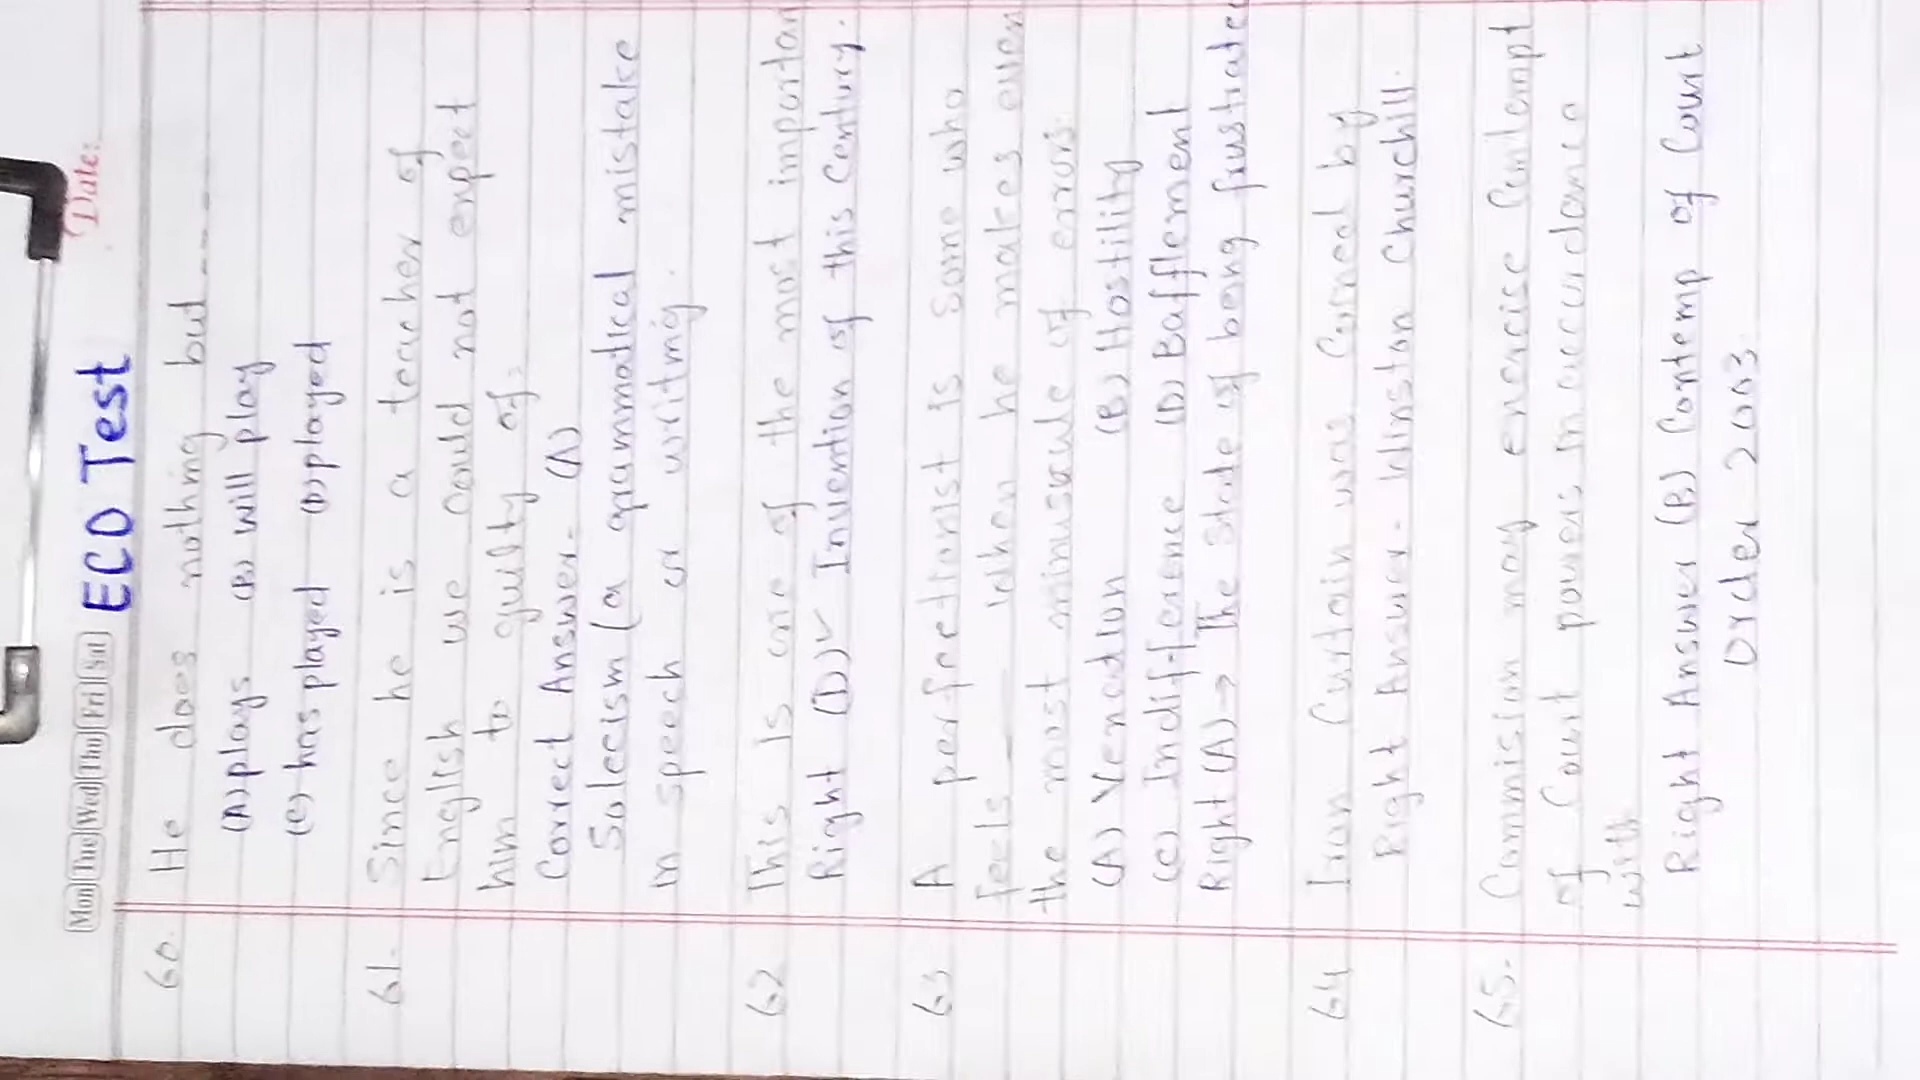 Mon Tue Wed Thu Fri Sat
Date:
ECO Test
60. He does nothing but ----
(A) plays (B) will play
(C) has played (D) played
61. Since he is a teacher of
English we could not expect
him to guilty of:
Correct Answer. (A)
Solecism (a grammatical mistake
in speech or writing.
62 This is one of the most importan
Right (D) ✓ Invention of this Century.
63 A perfectionist is Some who
feels ___ when he makes even
the most minuscule of errors.
(A) Vexation (B) Hostility
(C) Indifference (D) Bafflement
Right (A) → The State of being frustrated
64 Iron Curtain was Coined by
Right Answer. Winston Churchill.
65. Commision may exercise Contempt
of Court powers in accurdance
with
Right Answer (B) Contemp of Court
Order 2003.